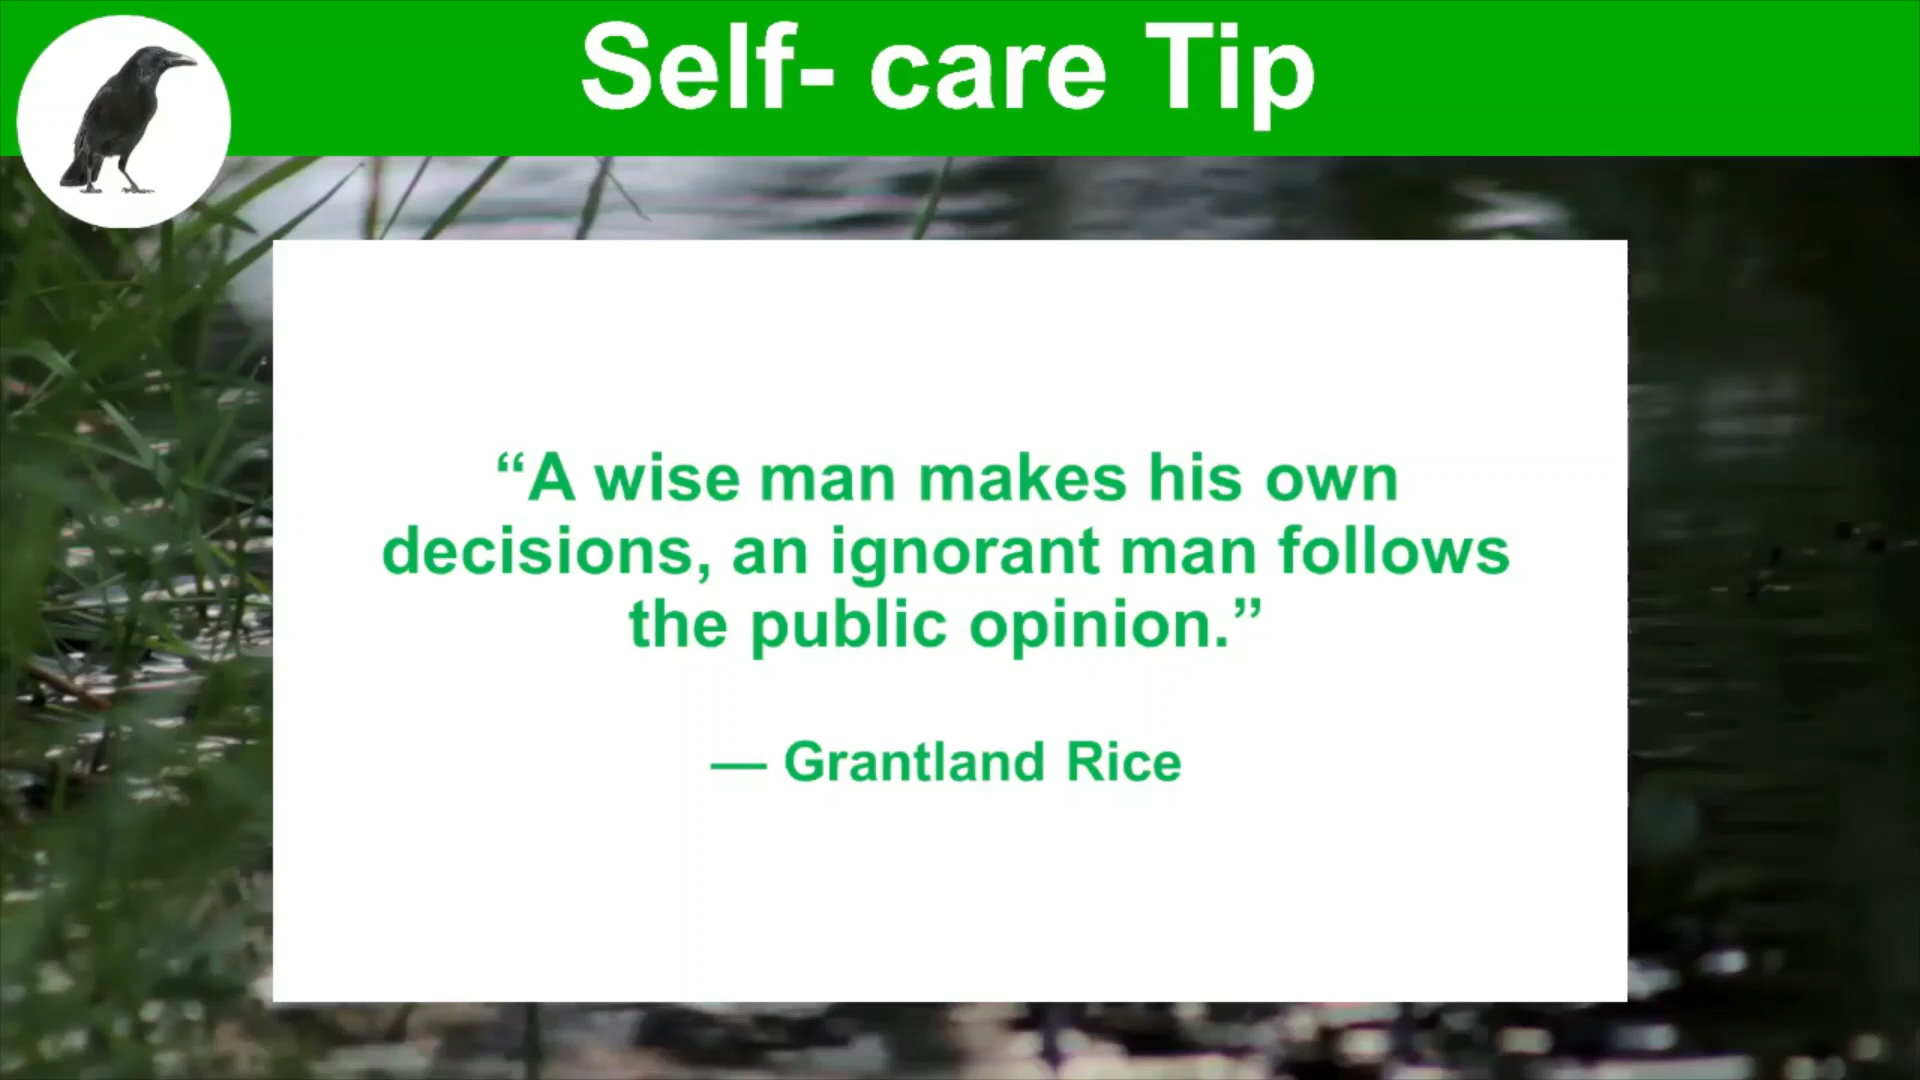 Self- care Tip
“A wise man makes his own
decisions, an ignorant man follows
the public opinion.”
— Grantland Rice